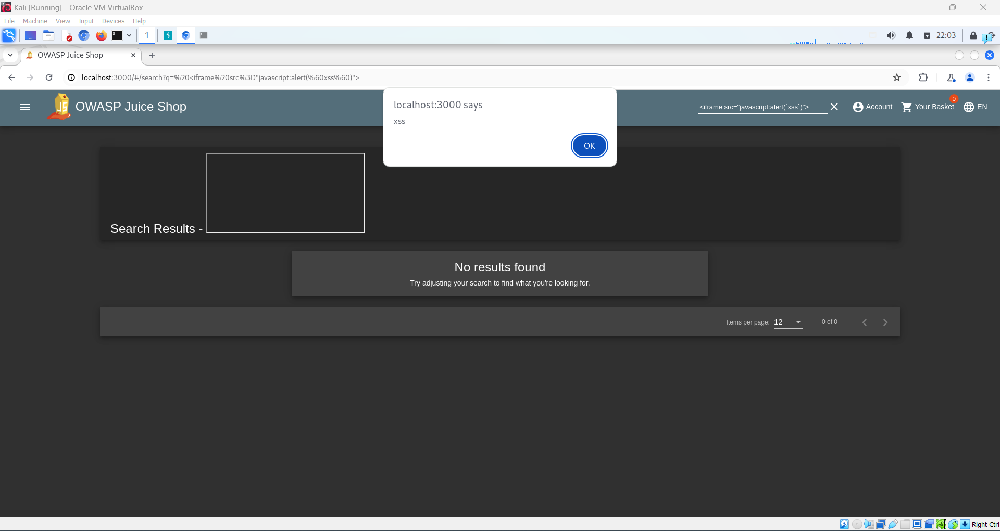 Kali [Running] - Oracle VM VirtualBox
File Machine View Input Devices Help
1
22:03
OWASP Juice Shop
localhost:3000/#/search?q=%20<iframe%20src%3D"javascript:alert(%60xss%60)">
OWASP Juice Shop
<iframe src="javascript:alert(`xss`)">
Account
0
Your Basket
EN
localhost:3000 says
xss
OK
Search Results -
No results found
Try adjusting your search to find what you're looking for.
Items per page: 12
0 of 0
Right Ctrl